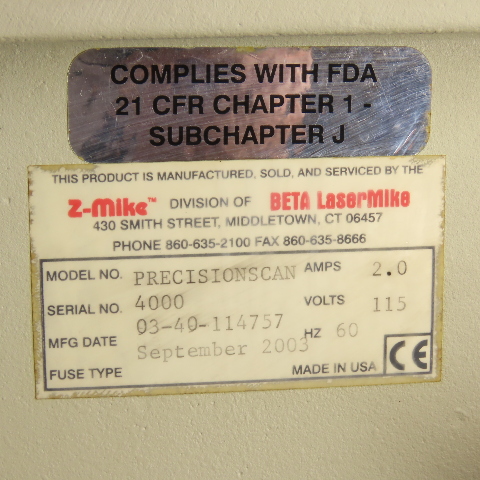 COMPLIES WITH FDA
21 CFR CHAPTER 1 -
SUBCHAPTER J
THIS PRODUCT IS MANUFACTURED, SOLD, AND SERVICED BY THE
Z-Mike™ DIVISION OF BETA LaserMike
430 SMITH STREET, MIDDLETOWN, CT 06457
PHONE 860-635-2100 FAX 860-635-8666
MODEL NO. PRECISIONSCAN AMPS 2.0
SERIAL NO. 4000 VOLTS 115
MFG DATE 03-40-114757 HZ 60
FUSE TYPE September 2003 MADE IN USA CE